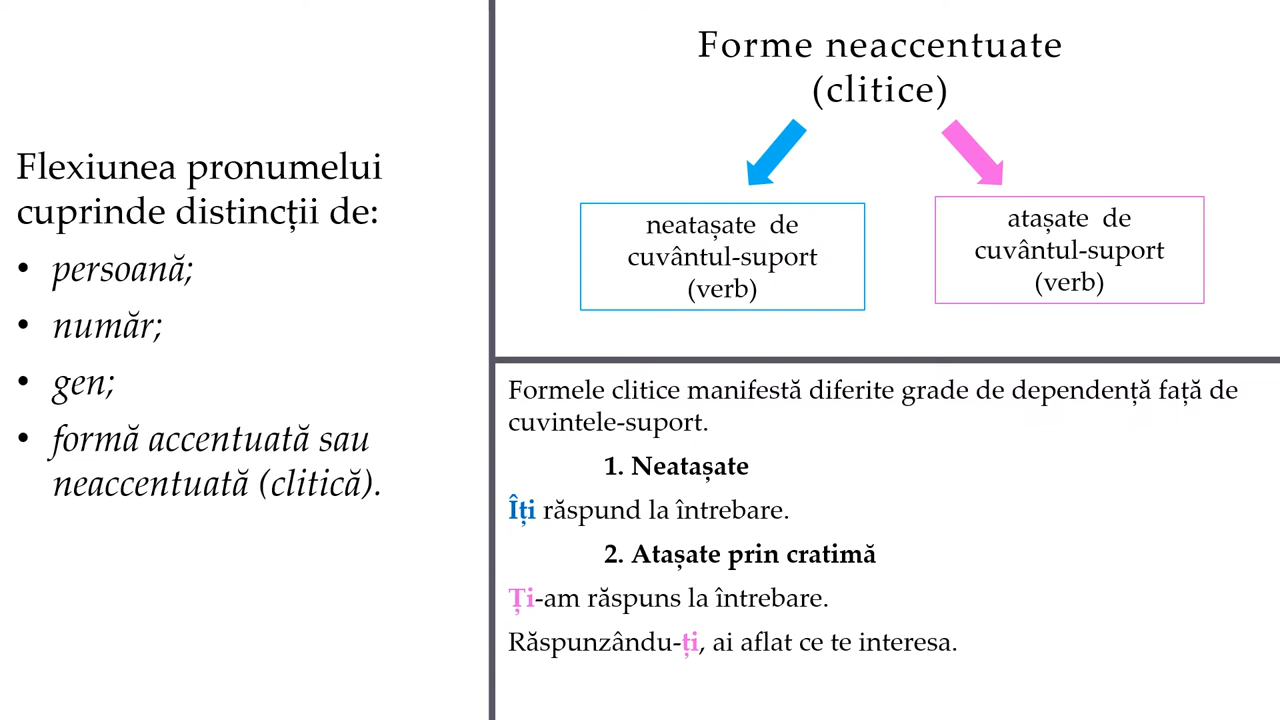 Flexiunea pronumelui
cuprinde distincții de:
• persoană;
• număr;
• gen;
• formă accentuată sau
neaccentuată (clitică).
Forme neaccentuate
(clitice)
neatașate de
cuvântul-suport
(verb)
atașate de
cuvântul-suport
(verb)
Formele clitice manifestă diferite grade de dependență față de
cuvintele-suport.
1. Neatașate
Îți răspund la întrebare.
2. Atașate prin cratimă
Ți-am răspuns la întrebare.
Răspunzându-ți, ai aflat ce te interesa.